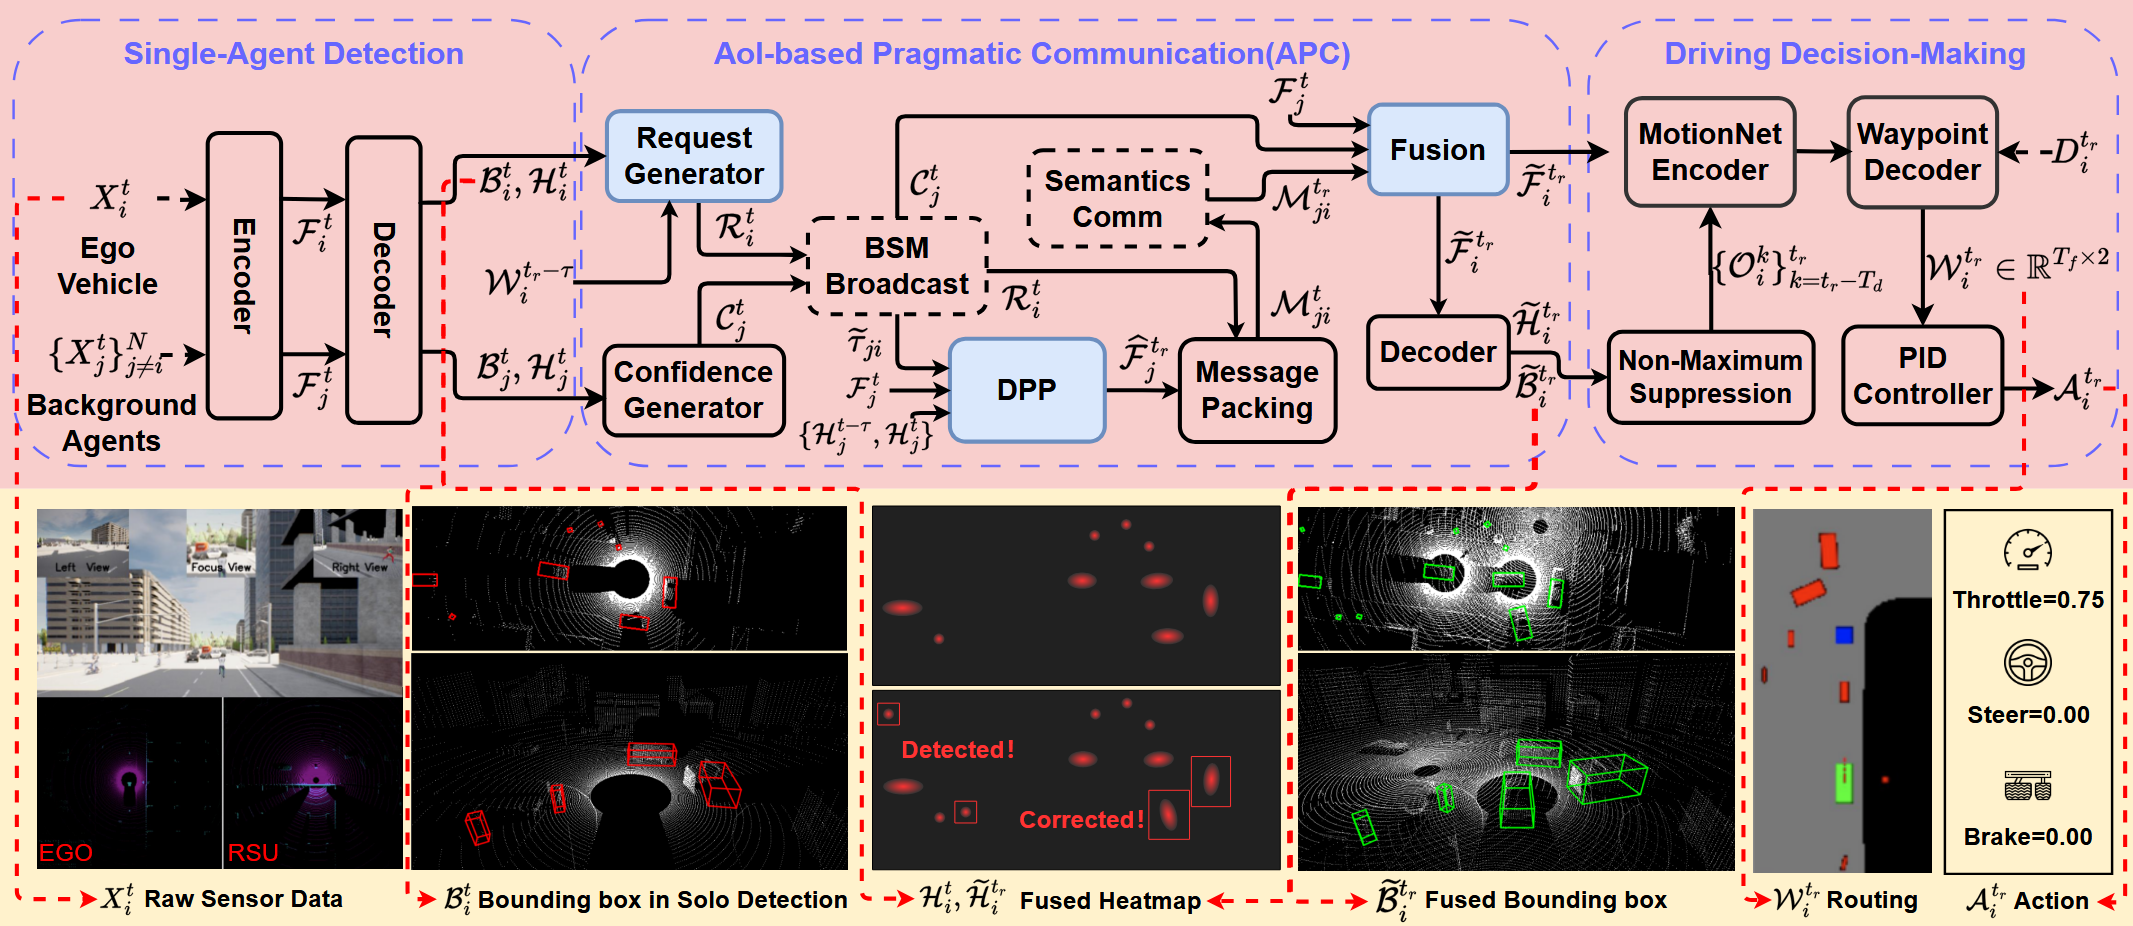 Single-Agent Detection
AoI-based Pragmatic Communication(APC)
Driving Decision-Making
$X_i^t$
Ego
Vehicle
$\{X_j^t\}_{j \neq i}^N$
Background
Agents
Encoder
$\mathcal{F}_i^t$
$\mathcal{F}_j^t$
Decoder
$\mathcal{B}_i^t, \mathcal{H}_i^t$
$\mathcal{B}_j^t, \mathcal{H}_j^t$
Request
Generator
$\mathcal{W}_i^{t_r-\tau}$
$\mathcal{R}_i^t$
$\mathcal{C}_j^t$
Confidence
Generator
BSM
Broadcast
$\mathcal{C}_j^t$
$\mathcal{R}_i^t$
$\widetilde{\tau}_{ji}$
$\mathcal{F}_j^t$
$\{\mathcal{H}_j^{t-\tau}, \mathcal{H}_j^t\}$
DPP
$\widehat{\mathcal{F}}_j^{t_r}$
Message
Packing
$\mathcal{M}_{ji}^t$
Semantics
Comm
$\mathcal{M}_{ji}^{t_r}$
$\mathcal{F}_j^t$
Fusion
$\widetilde{\mathcal{F}}_i^{t_r}$
$\widetilde{\mathcal{F}}_i^{t_r}$
Decoder
$\widetilde{\mathcal{H}}_i^{t_r}$
$\widetilde{\mathcal{B}}_i^{t_r}$
MotionNet
Encoder
Waypoint
Decoder
$D_i^{t_r}$
$\{\mathcal{O}_i^k\}_{k=t_r-T_d}^{t_r}$
$\mathcal{W}_i^{t_r} \in \mathbb{R}^{T_f \times 2}$
Non-Maximum
Suppression
PID
Controller
$\mathcal{A}_i^{t_r}$
Left View
Focus View
Right View
EGO
RSU
Detected!
Corrected!
Throttle=0.75
Steer=0.00
Brake=0.00
$X_i^t$ Raw Sensor Data
$\mathcal{B}_i^t$ Bounding box in Solo Detection
$\mathcal{H}_i^t, \widetilde{\mathcal{H}}_i^{t_r}$ Fused Heatmap
$\widetilde{\mathcal{B}}_i^{t_r}$ Fused Bounding box
$\mathcal{W}_i^{t_r}$ Routing
$\mathcal{A}_i^{t_r}$ Action